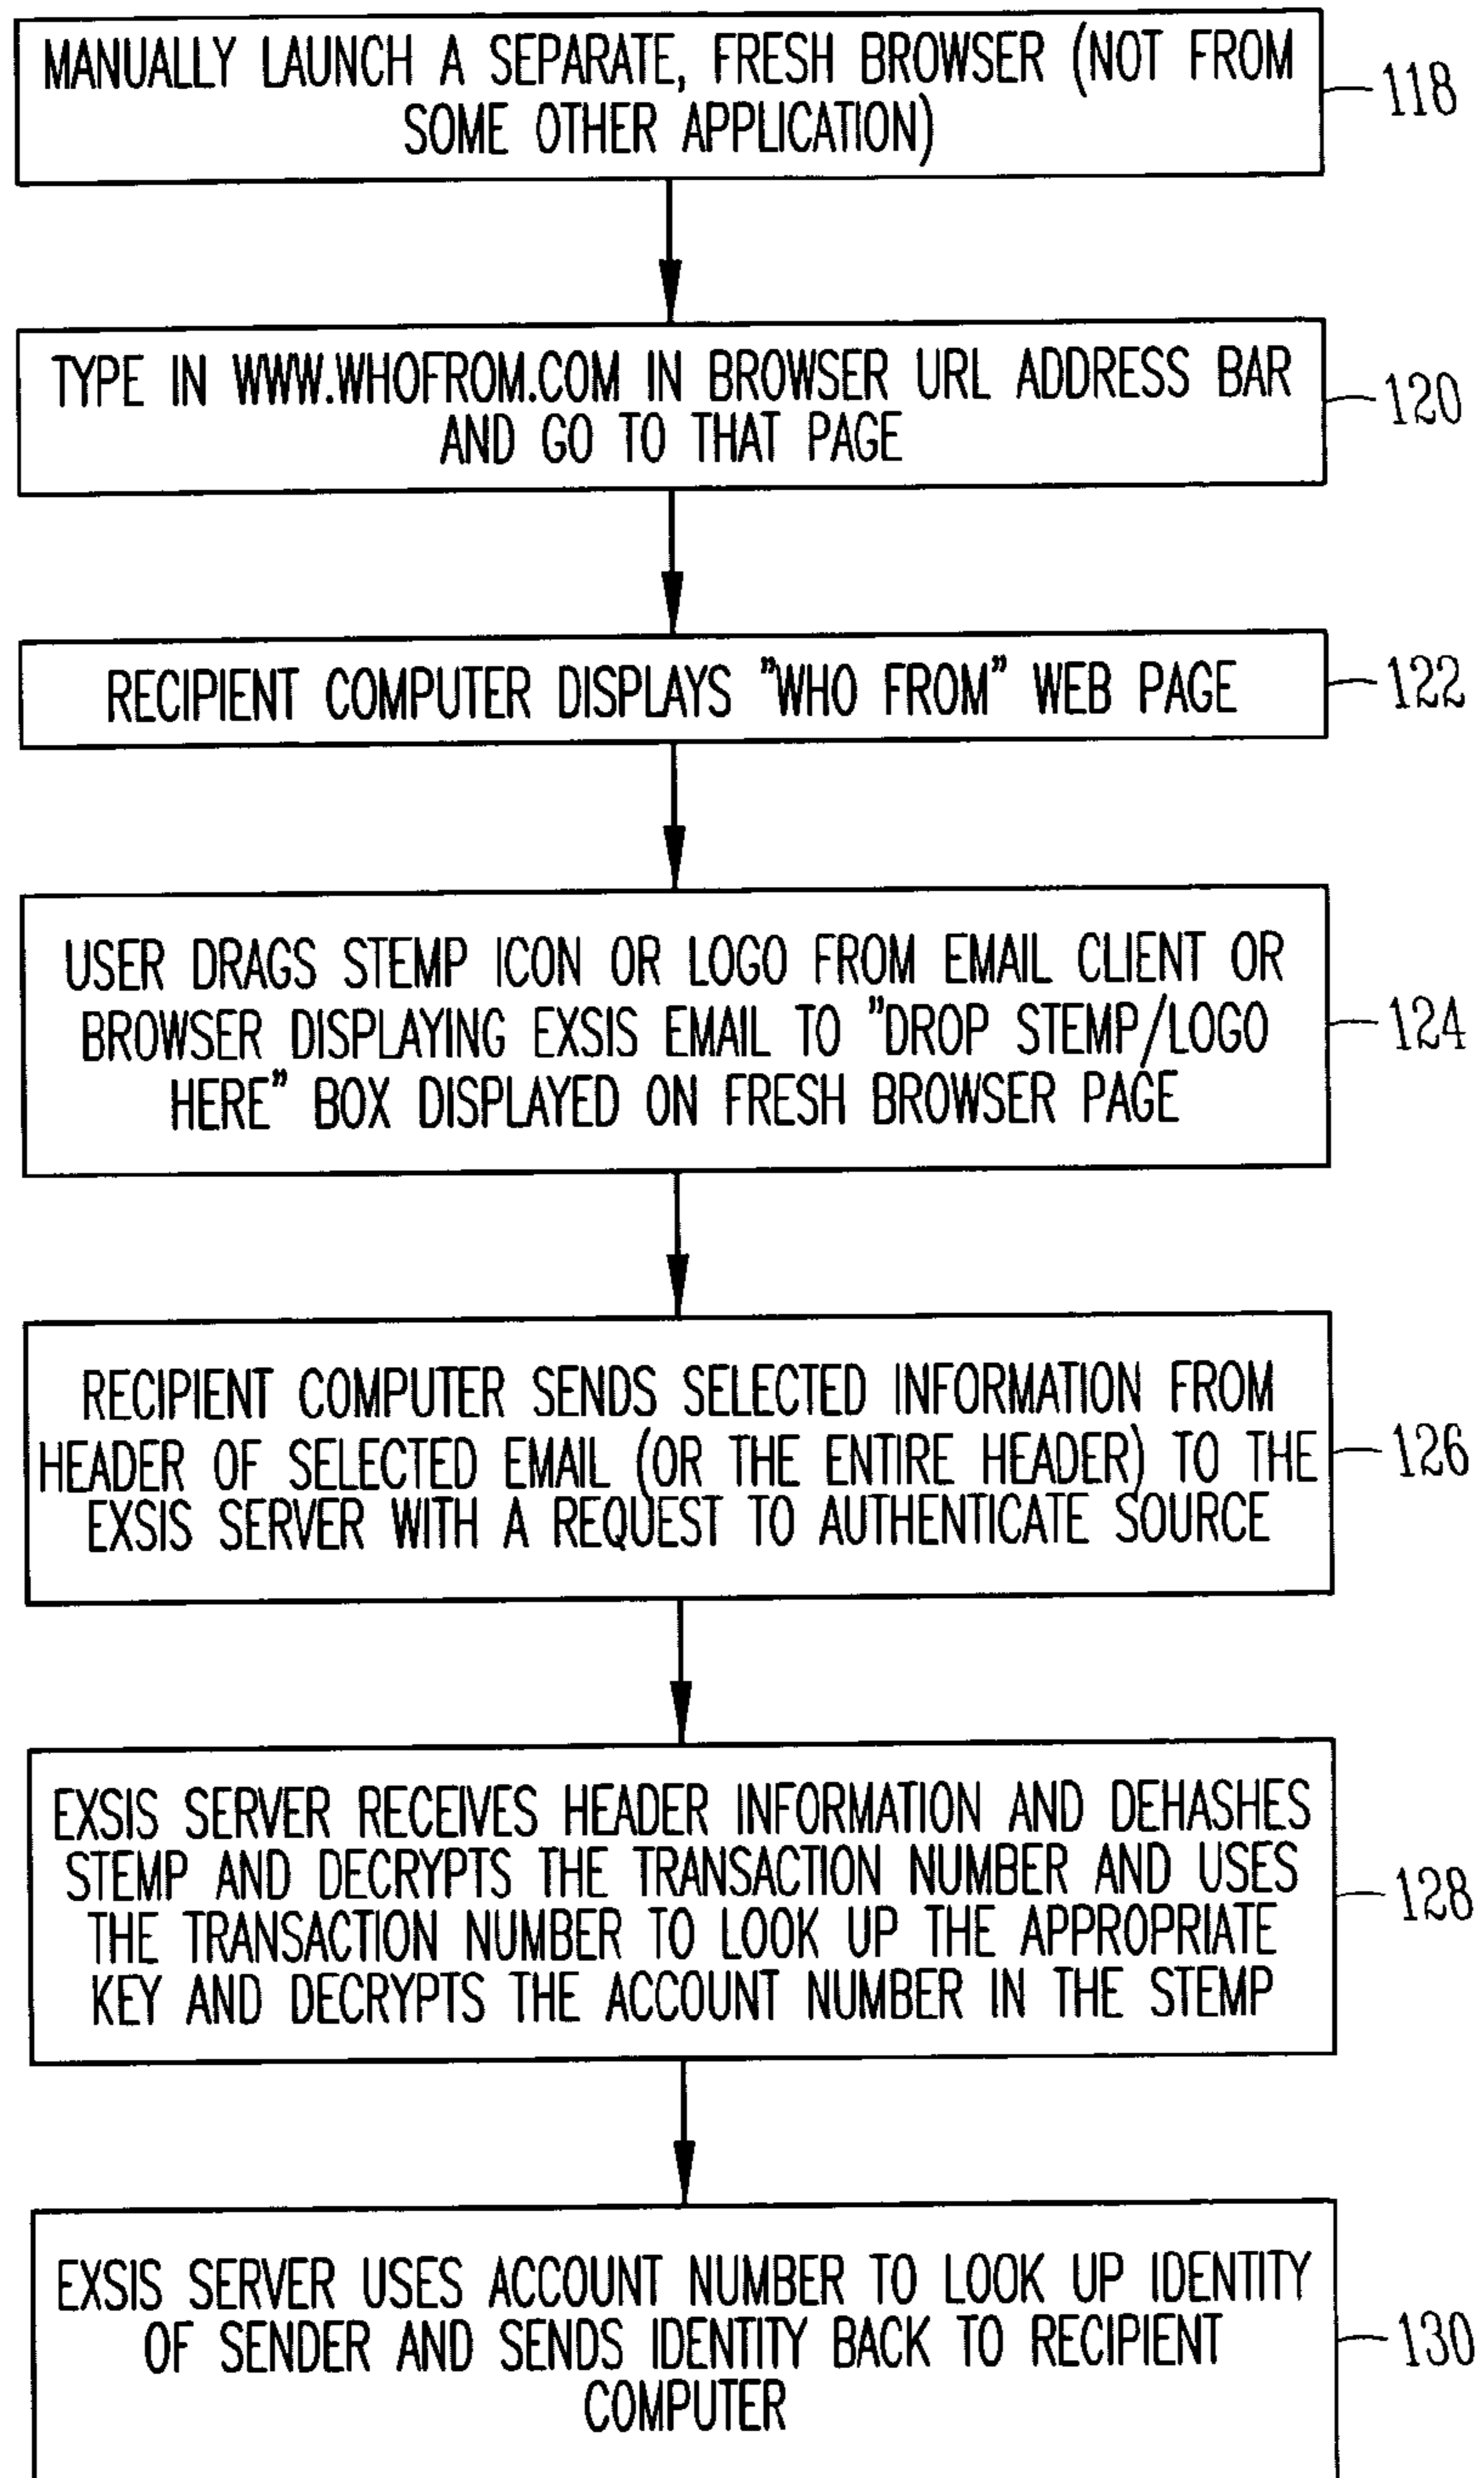 MANUALLY LAUNCH A SEPARATE, FRESH BROWSER (NOT FROM
SOME OTHER APPLICATION)
118
TYPE IN WWW.WHOFROM.COM IN BROWSER URL ADDRESS BAR
AND GO TO THAT PAGE
120
RECIPIENT COMPUTER DISPLAYS "WHO FROM" WEB PAGE
122
USER DRAGS STEMP ICON OR LOGO FROM EMAIL CLIENT OR
BROWSER DISPLAYING EXSIS EMAIL TO "DROP STEMP/LOGO
HERE" BOX DISPLAYED ON FRESH BROWSER PAGE
124
RECIPIENT COMPUTER SENDS SELECTED INFORMATION FROM
HEADER OF SELECTED EMAIL (OR THE ENTIRE HEADER) TO THE
EXSIS SERVER WITH A REQUEST TO AUTHENTICATE SOURCE
126
EXSIS SERVER RECEIVES HEADER INFORMATION AND DEHASHES
STEMP AND DECRYPTS THE TRANSACTION NUMBER AND USES
THE TRANSACTION NUMBER TO LOOK UP THE APPROPRIATE
KEY AND DECRYPTS THE ACCOUNT NUMBER IN THE STEMP
128
EXSIS SERVER USES ACCOUNT NUMBER TO LOOK UP IDENTITY
OF SENDER AND SENDS IDENTITY BACK TO RECIPIENT
COMPUTER
130